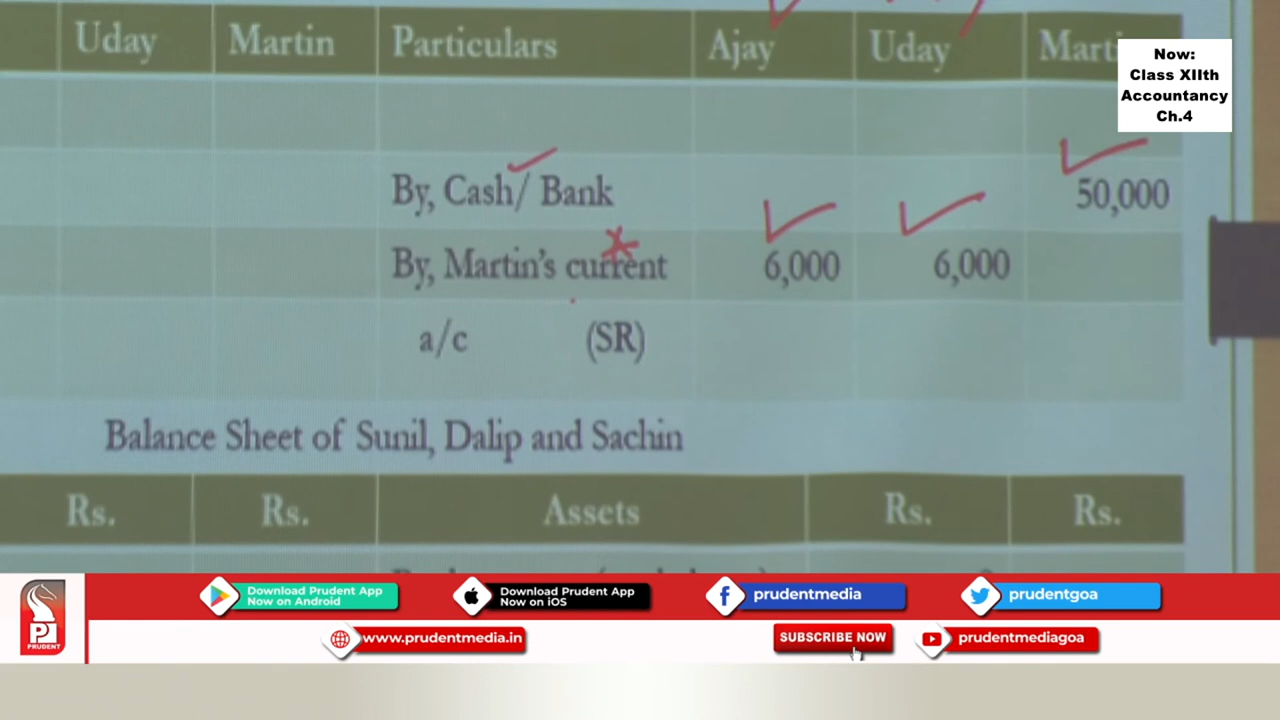 Uday Martin Particulars Ajay Uday Marti
Now:
Class XIIth
Accountancy
Ch.4
By, Cash/ Bank 50,000
By, Martin's current 6,000 6,000
a/c (SR)
Balance Sheet of Sunil, Dalip and Sachin
Rs. Rs. Assets Rs. Rs.
PRUDENT
Download Prudent App
Now on Android
Download Prudent App
Now on iOS
prudentmedia
prudentgoa
www.prudentmedia.in
SUBSCRIBE NOW
prudentmediagoa